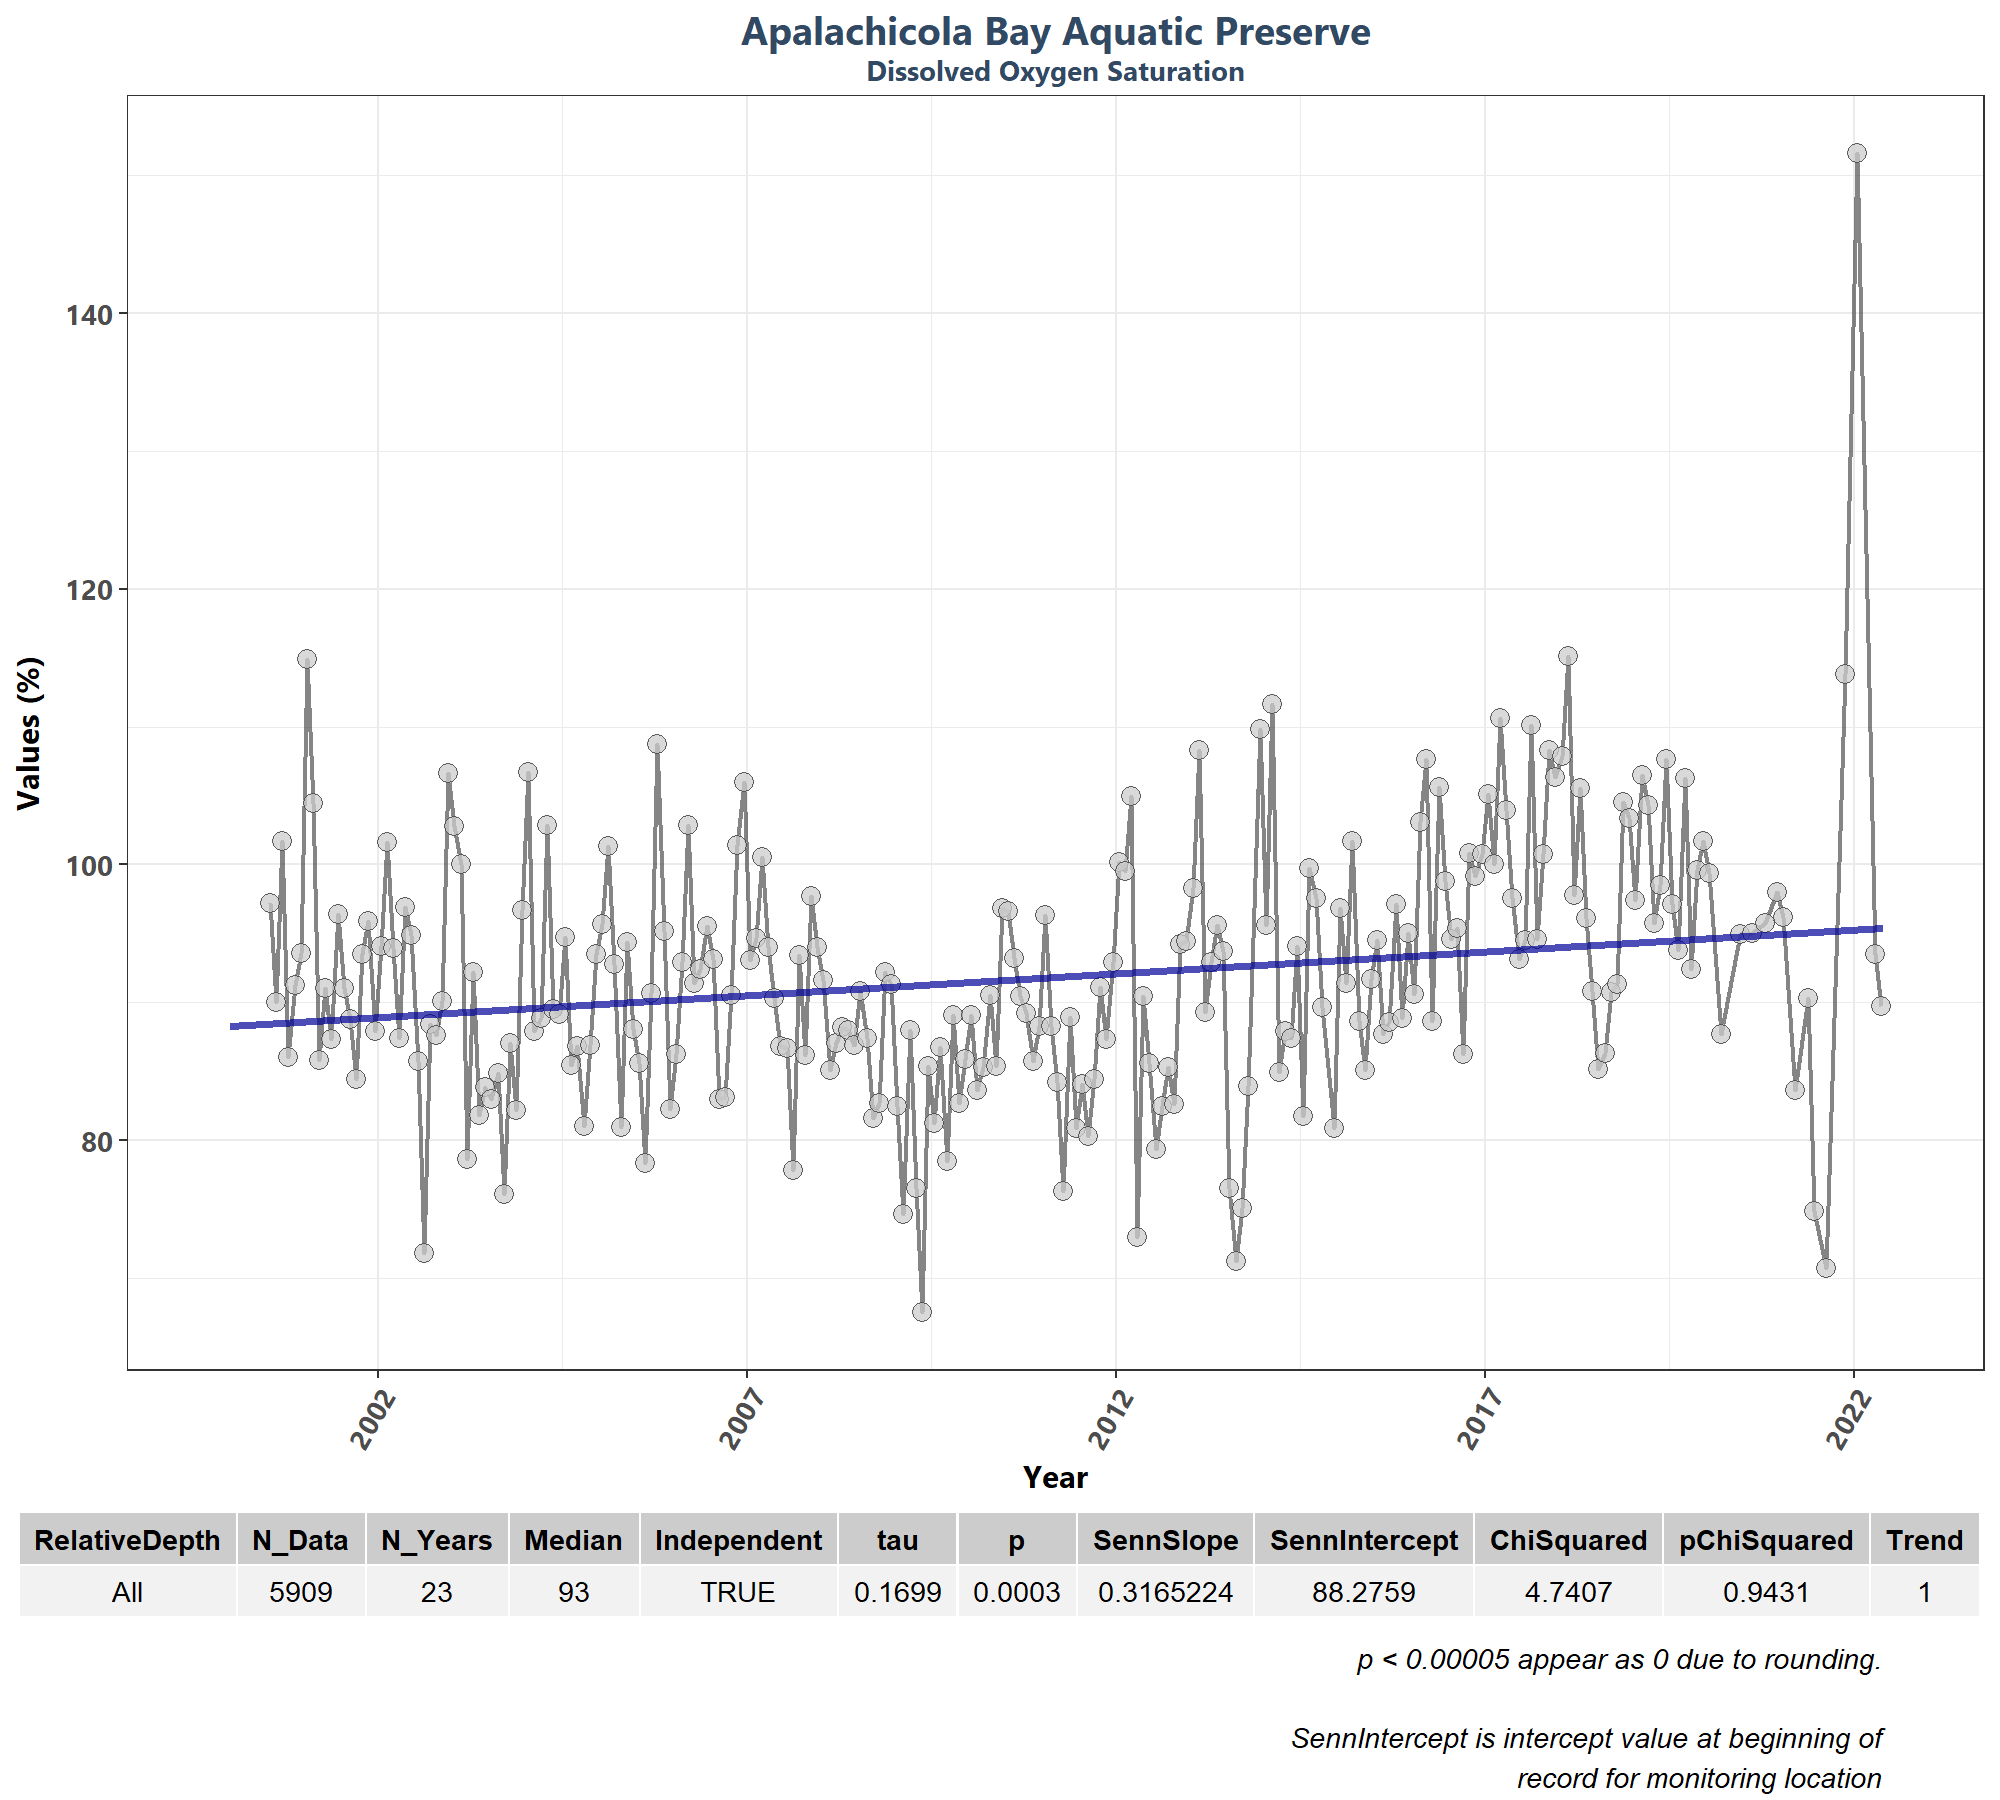 Apalachicola Bay Aquatic Preserve
Dissolved Oxygen Saturation
Values (%)
140
120
100
80
2002
2007
2012
2017
2022
Year
RelativeDepth N_Data N_Years Median Independent tau p SennSlope SennIntercept ChiSquared pChiSquared Trend
All 5909 23 93 TRUE 0.1699 0.0003 0.3165224 88.2759 4.7407 0.9431 1
p < 0.00005 appear as 0 due to rounding.
SennIntercept is intercept value at beginning of
record for monitoring location